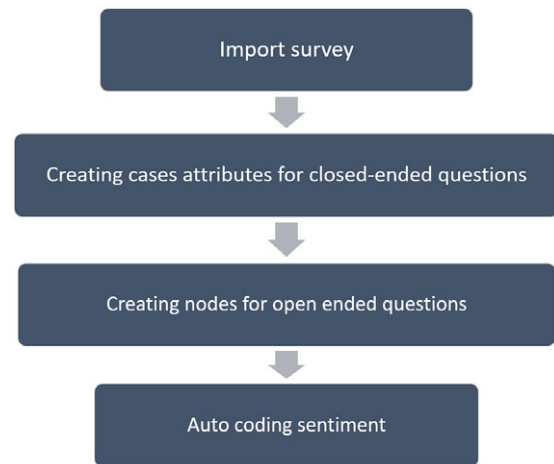 Import survey
Creating cases attributes for closed-ended questions
Creating nodes for open ended questions
Auto coding sentiment